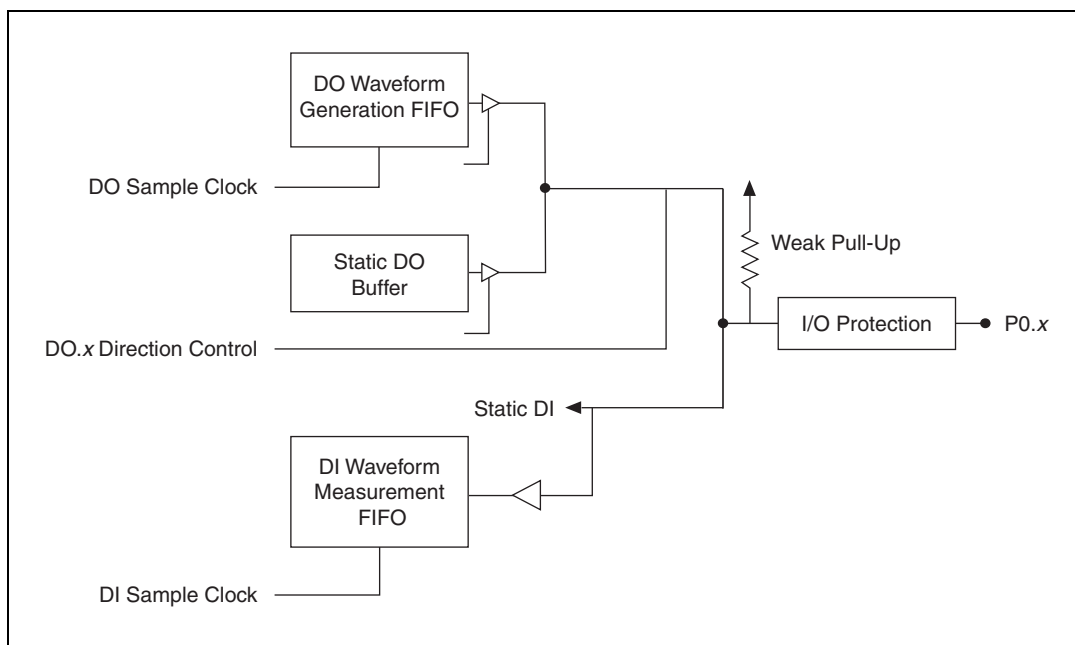 DO Waveform
Generation FIFO
DO Sample Clock
Static DO
Buffer
Weak Pull-Up
I/O Protection
P0.x
DO.x Direction Control
Static DI
DI Waveform
Measurement
FIFO
DI Sample Clock